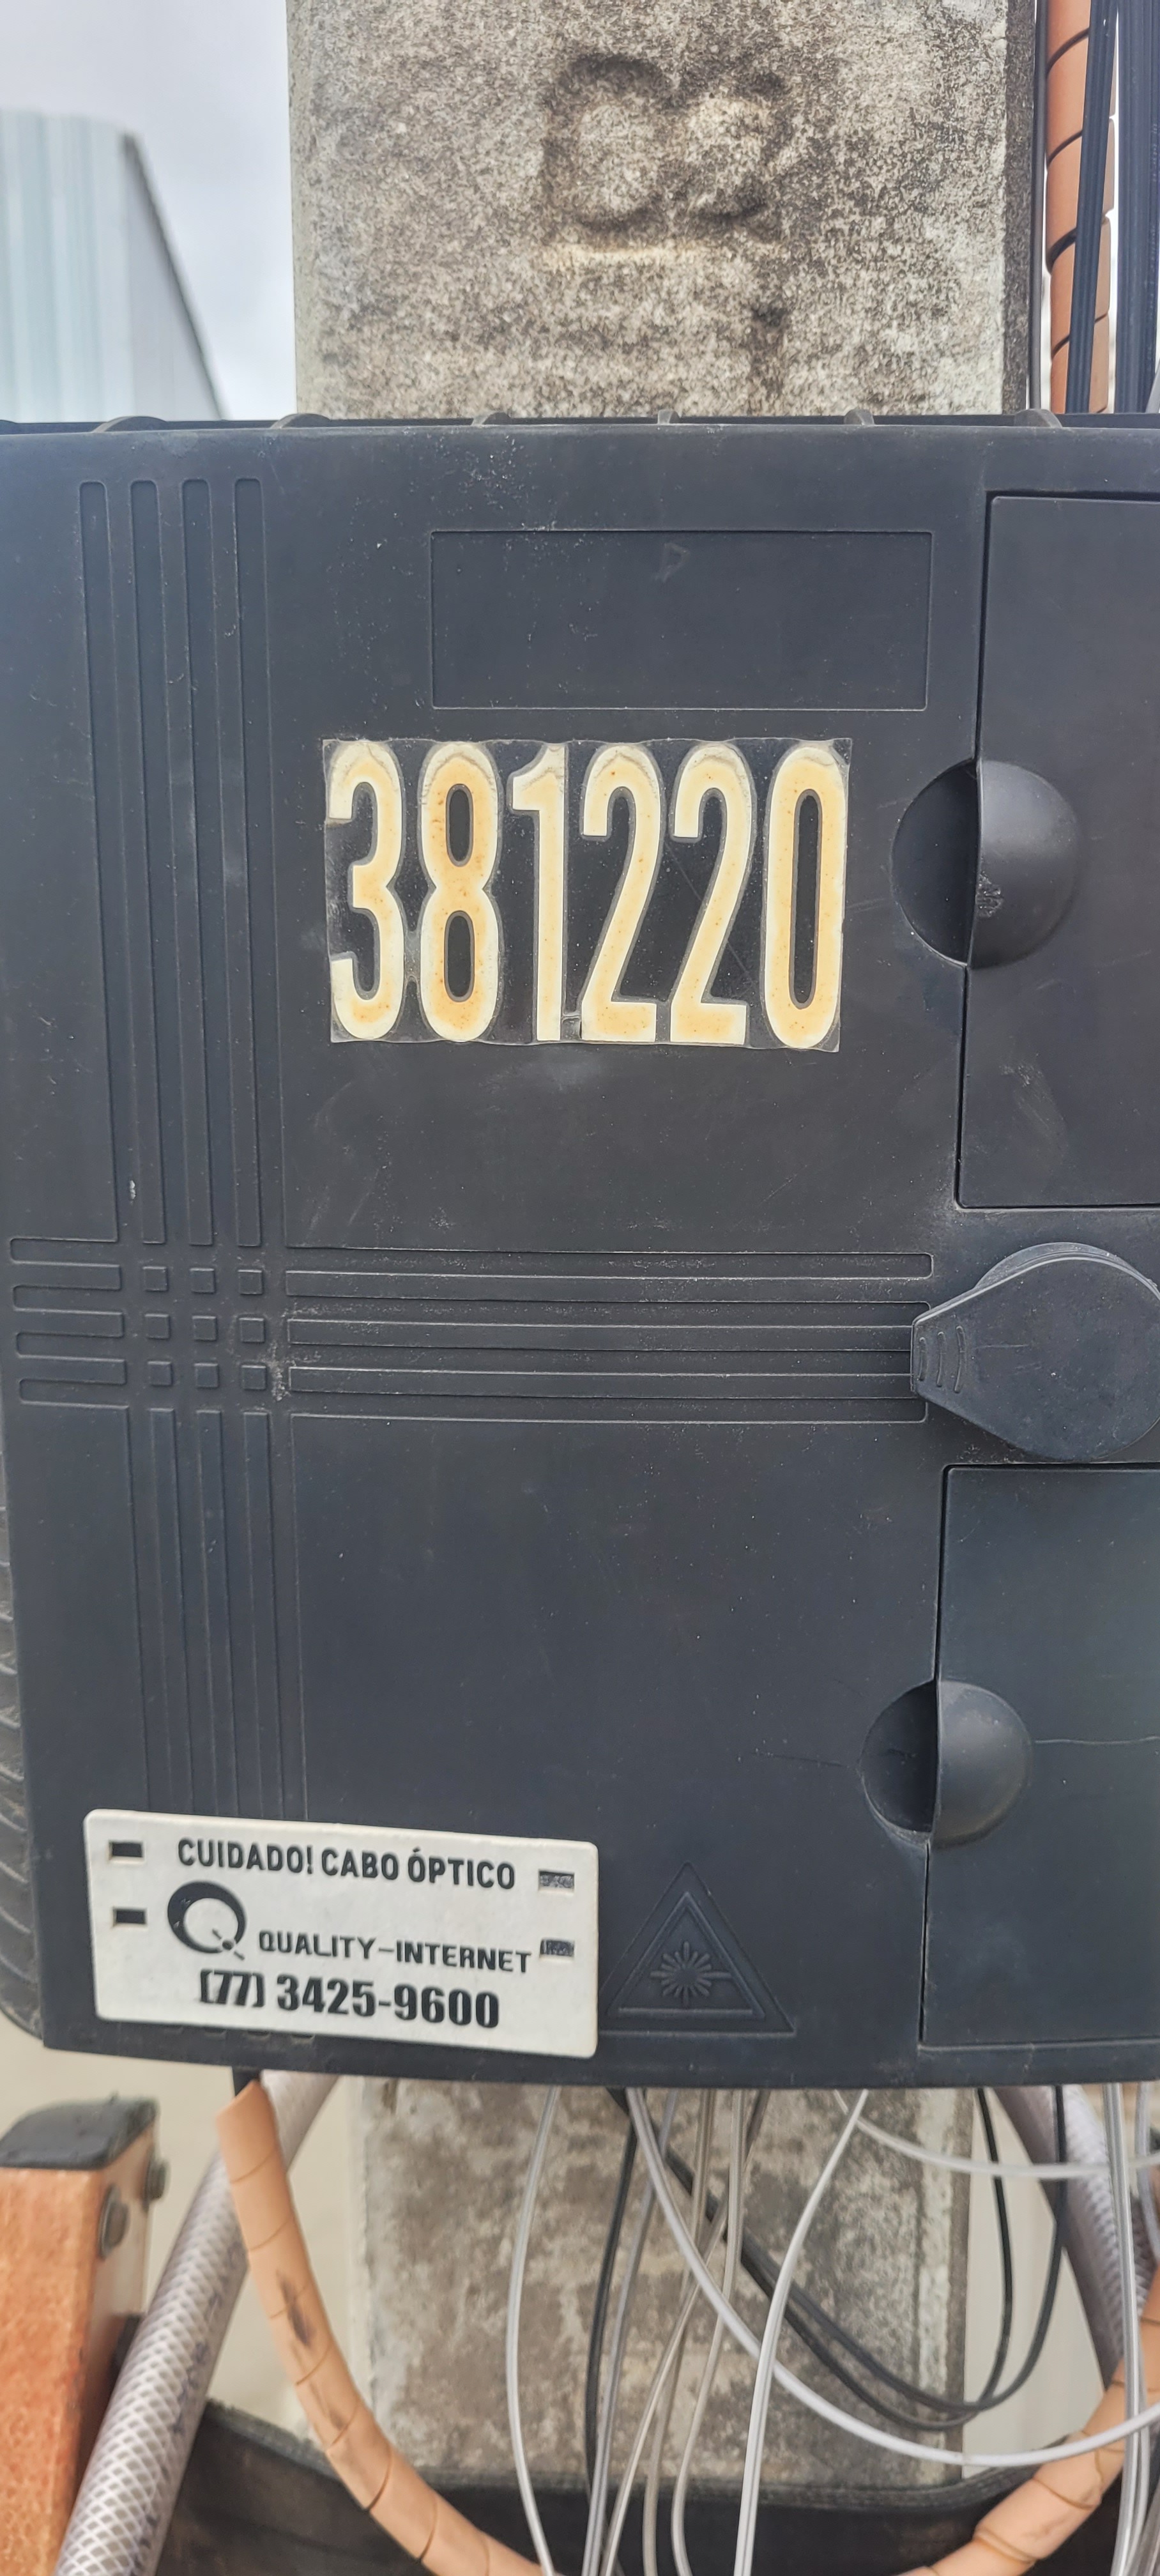 381220
CUIDADO! CABO ÓPTICO
QUALITY-INTERNET
(77) 3425-9600